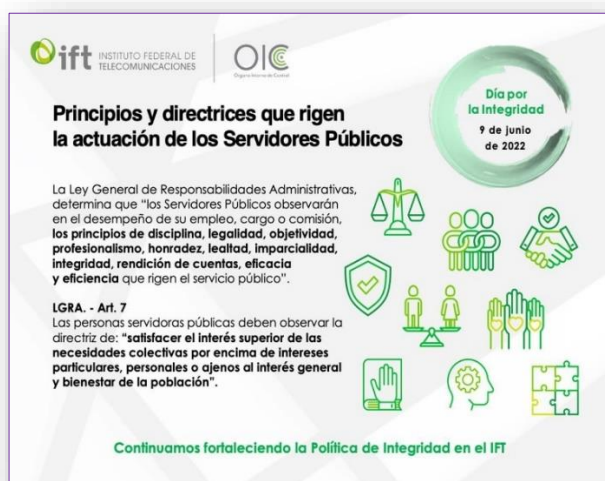 ift INSTITUTO FEDERAL DE
TELECOMUNICACIONES
OIC
Órgano Interno de Control
Día por
la Integridad
9 de junio
de 2022
Principios y directrices que rigen
la actuación de los Servidores Públicos
La Ley General de Responsabilidades Administrativas,
determina que “los Servidores Públicos observarán
en el desempeño de su empleo, cargo o comisión,
los principios de disciplina, legalidad, objetividad,
profesionalismo, honradez, lealtad, imparcialidad,
integridad, rendición de cuentas, eficacia
y eficiencia que rigen el servicio público”.
LGRA. - Art. 7
Las personas servidoras públicas deben observar la
directriz de: “satisfacer el interés superior de las
necesidades colectivas por encima de intereses
particulares, personales o ajenos al interés general
y bienestar de la población”.
Continuamos fortaleciendo la Política de Integridad en el IFT